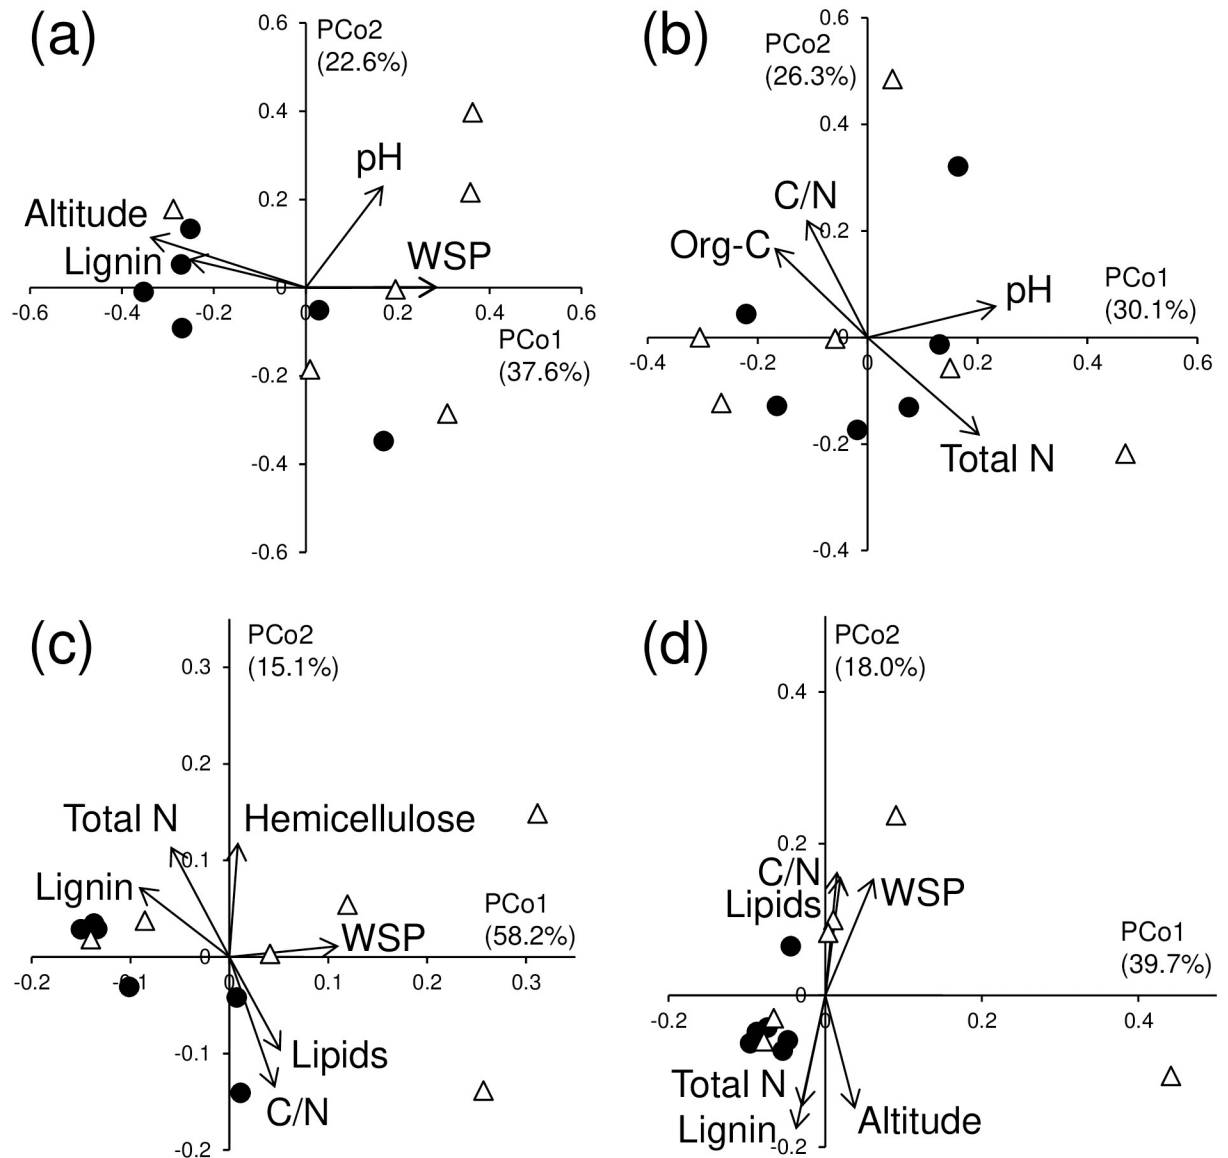 (a)
PCo2
(22.6%)
0.6
0.4
0.2
0
-0.2
-0.4
-0.6
-0.6
-0.4
-0.2
0
0.2
0.4
0.6
pH
Altitude
Lignin
WSP
PCo1
(37.6%)
(b)
PCo2
(26.3%)
0.6
0.4
0.2
0
-0.2
-0.4
-0.4
-0.2
0
0.2
0.4
0.6
C/N
Org-C
pH
Total N
PCo1
(30.1%)
(c)
PCo2
(15.1%)
0.3
0.2
0.1
0
-0.1
-0.2
-0.2
-0.1
0
0.1
0.2
0.3
Total N
Hemicellulose
Lignin
WSP
PCo1
(58.2%)
Lipids
C/N
(d)
PCo2
(18.0%)
0.4
0.2
0
-0.2
-0.2
0
0.2
0.4
C/N
Lipids
WSP
PCo1
(39.7%)
Total N
Lignin
Altitude